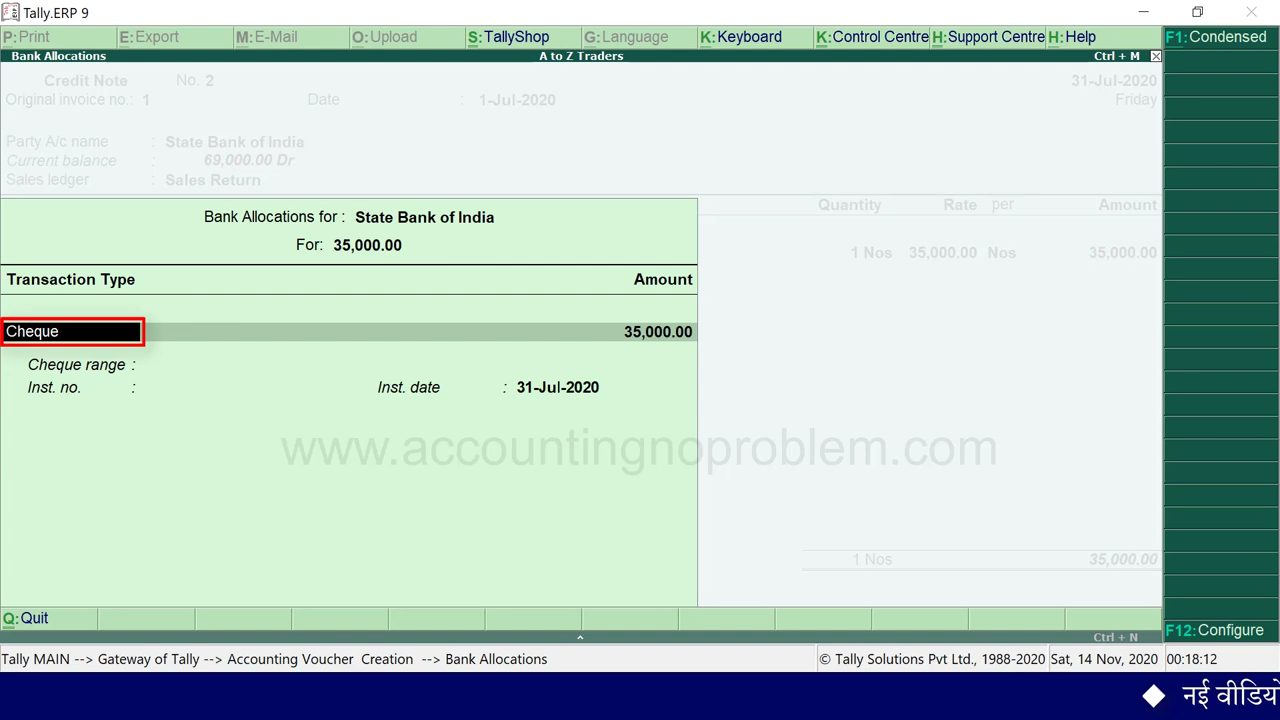 Tally.ERP 9
P:Print E:Export M:E-Mail O:Upload S:TallyShop G:Language K:Keyboard K:Control Centre H:Support Centre H:Help F1:Condensed
Bank Allocations A to Z Traders Ctrl + M
Credit Note No. 2 31-Jul-2020
Original invoice no.: 1 Date : 1-Jul-2020 Friday
Party A/c name : State Bank of India
Current balance : 69,000.00 Dr
Sales ledger : Sales Return
Quantity Rate per Amount
Bank Allocations for : State Bank of India
For: 35,000.00
1 Nos 35,000.00 Nos 35,000.00
Transaction Type Amount
Cheque 35,000.00
Cheque range :
Inst. no. : Inst. date : 31-Jul-2020
www.accountingnoproblem.com
1 Nos 35,000.00
Q:Quit
F12:Configure
Ctrl + N
Tally MAIN --> Gateway of Tally --> Accounting Voucher Creation --> Bank Allocations © Tally Solutions Pvt Ltd., 1988-2020 Sat, 14 Nov, 2020 00:18:12
नई वीडियो